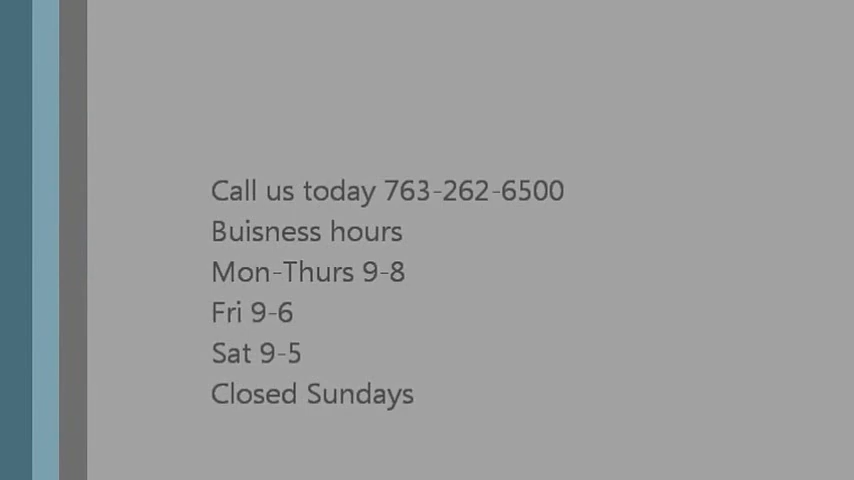 Call us today 763-262-6500
Buisness hours
Mon-Thurs 9-8
Fri 9-6
Sat 9-5
Closed Sundays